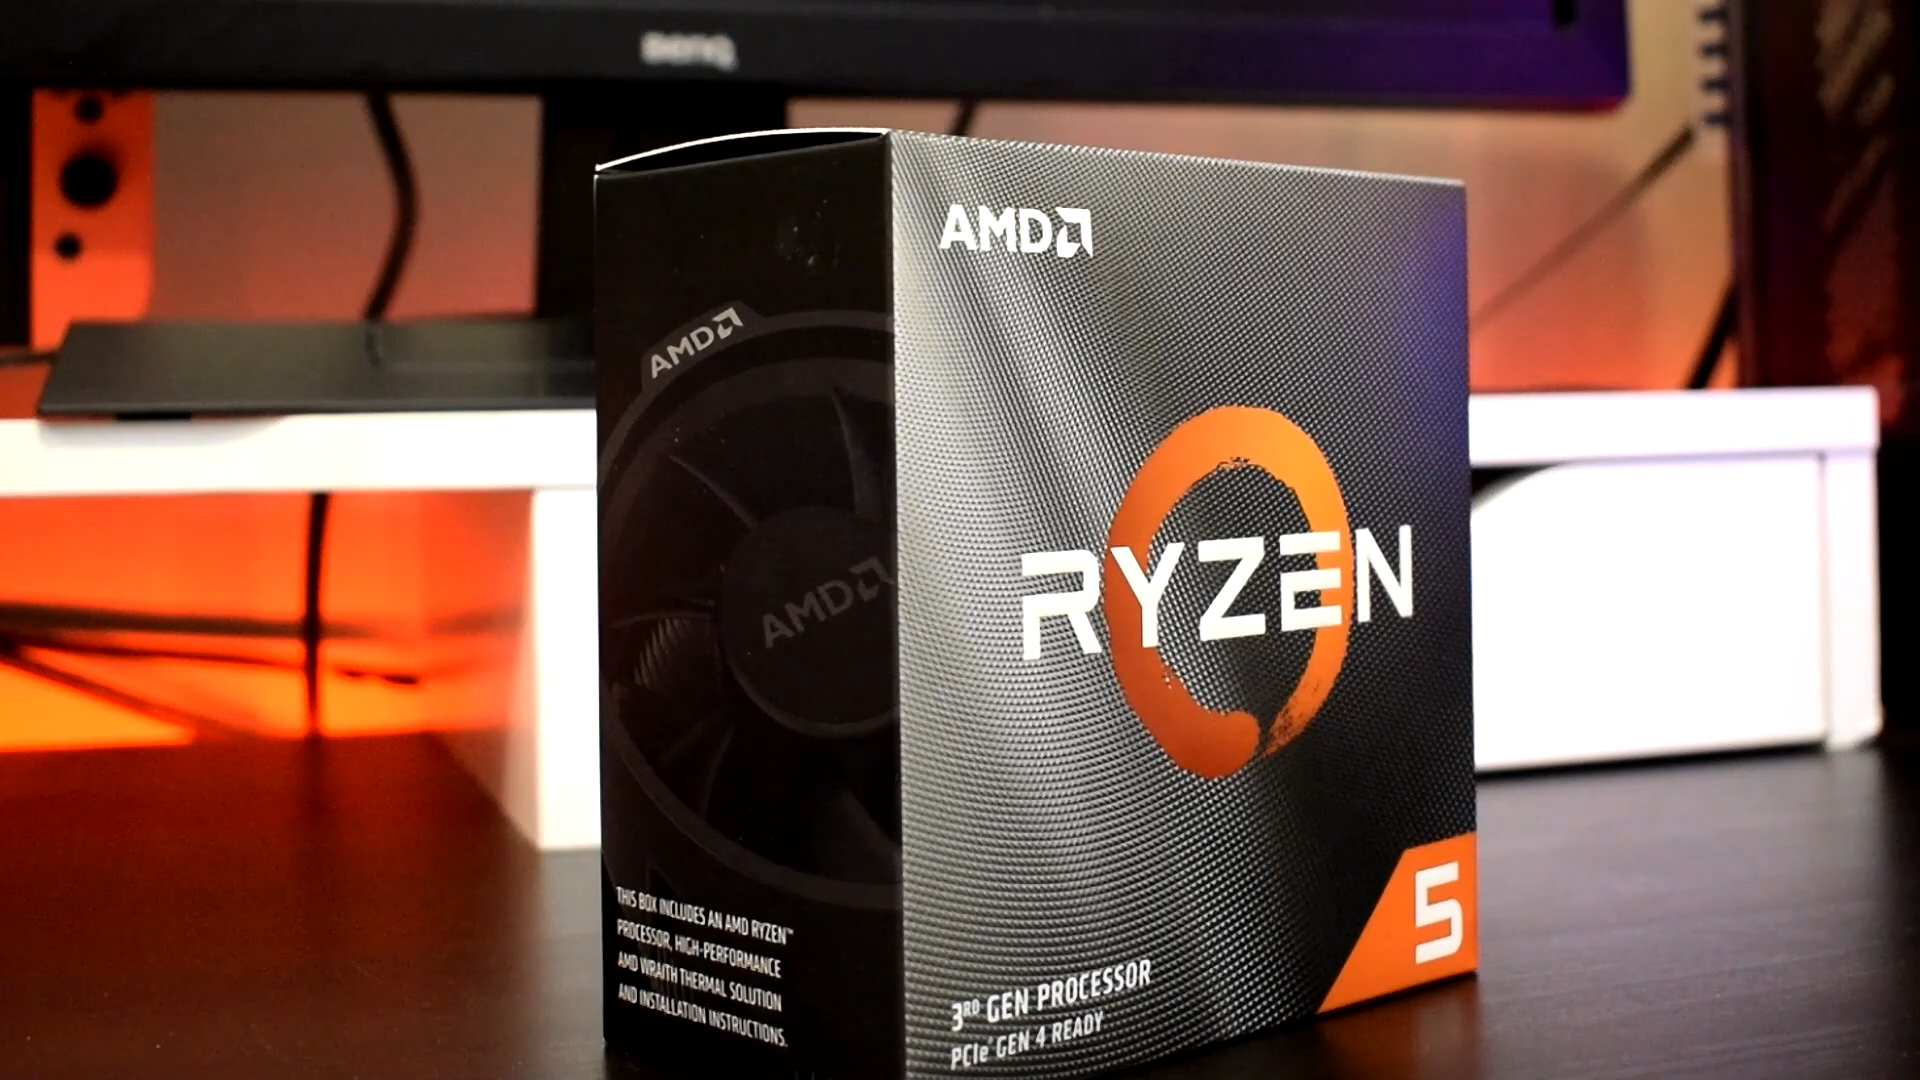 BenQ
AMD
AMD
AMD
RYZEN
5
THIS BOX INCLUDES AN AMD RYZEN™
PROCESSOR, HIGH-PERFORMANCE
AMD WRAITH THERMAL SOLUTION
AND INSTALLATION INSTRUCTIONS.
3RD GEN PROCESSOR
PCIe® GEN 4 READY